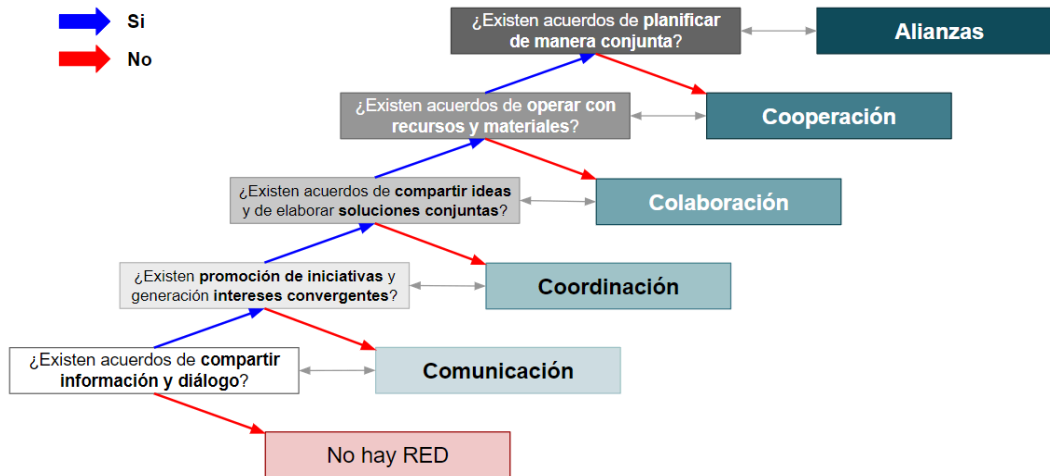 Si
No
¿Existen acuerdos de planificar
de manera conjunta?
Alianzas
¿Existen acuerdos de operar con
recursos y materiales?
Cooperación
¿Existen acuerdos de compartir ideas
y de elaborar soluciones conjuntas?
Colaboración
¿Existen promoción de iniciativas y
generación intereses convergentes?
Coordinación
¿Existen acuerdos de compartir
información y diálogo?
Comunicación
No hay RED